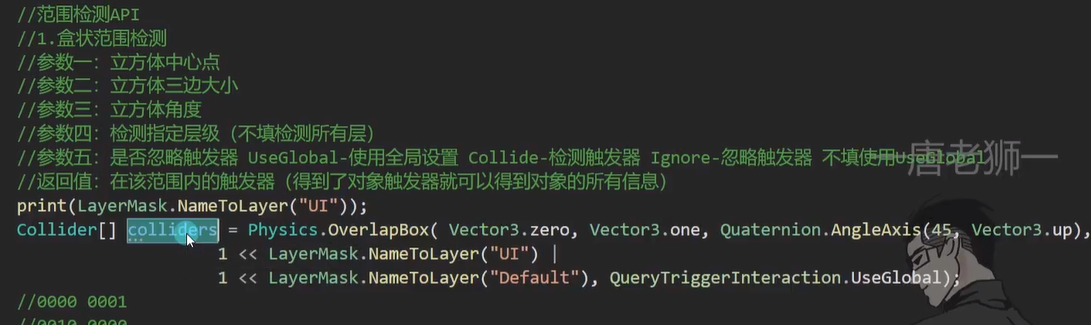 //范围检测API
//1.盒状范围检测
//参数一：立方体中心点
//参数二：立方体三边大小
//参数三：立方体角度
//参数四：检测指定层级（不填检测所有层）
//参数五：是否忽略触发器 UseGlobal-使用全局设置 Collide-检测触发器 Ignore-忽略触发器 不填使用UseGlobal
唐老狮
//返回值：在该范围内的触发器（得到了对象触发器就可以得到对象的所有信息）
print(LayerMask.NameToLayer("UI"));
Collider[] colliders = Physics.OverlapBox( Vector3.zero, Vector3.one, Quaternion.AngleAxis(45, Vector3.up),
1 << LayerMask.NameToLayer("UI") |
1 << LayerMask.NameToLayer("Default"), QueryTriggerInteraction.UseGlobal);
//0000 0001
//0010 0000